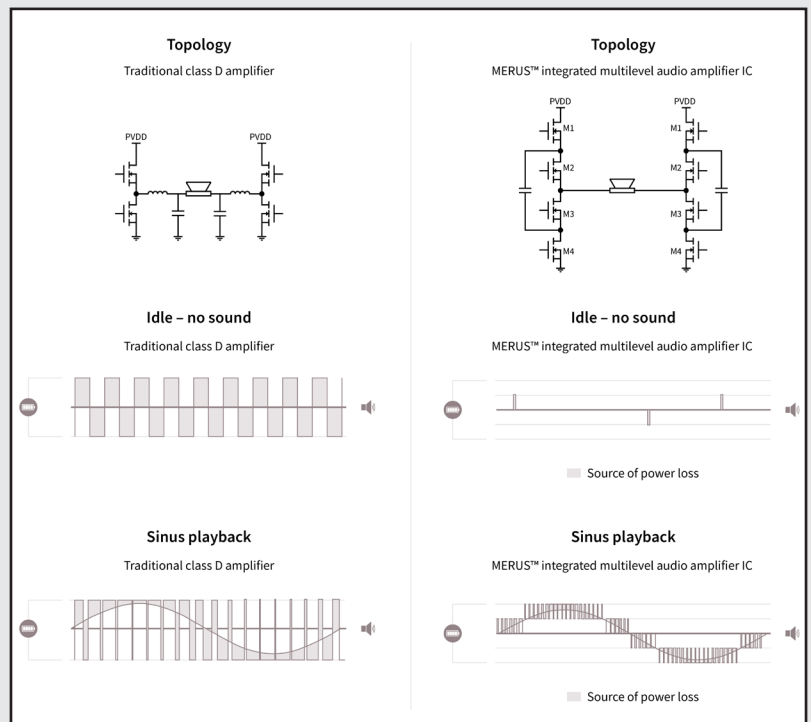 Topology
Traditional class D amplifier
PVDD
PVDD
Idle – no sound
Traditional class D amplifier
Sinus playback
Traditional class D amplifier
Topology
MERUS™ integrated multilevel audio amplifier IC
PVDD
PVDD
M1
M1
M2
M2
M3
M3
M4
M4
Idle – no sound
MERUS™ integrated multilevel audio amplifier IC
Source of power loss
Sinus playback
MERUS™ integrated multilevel audio amplifier IC
Source of power loss